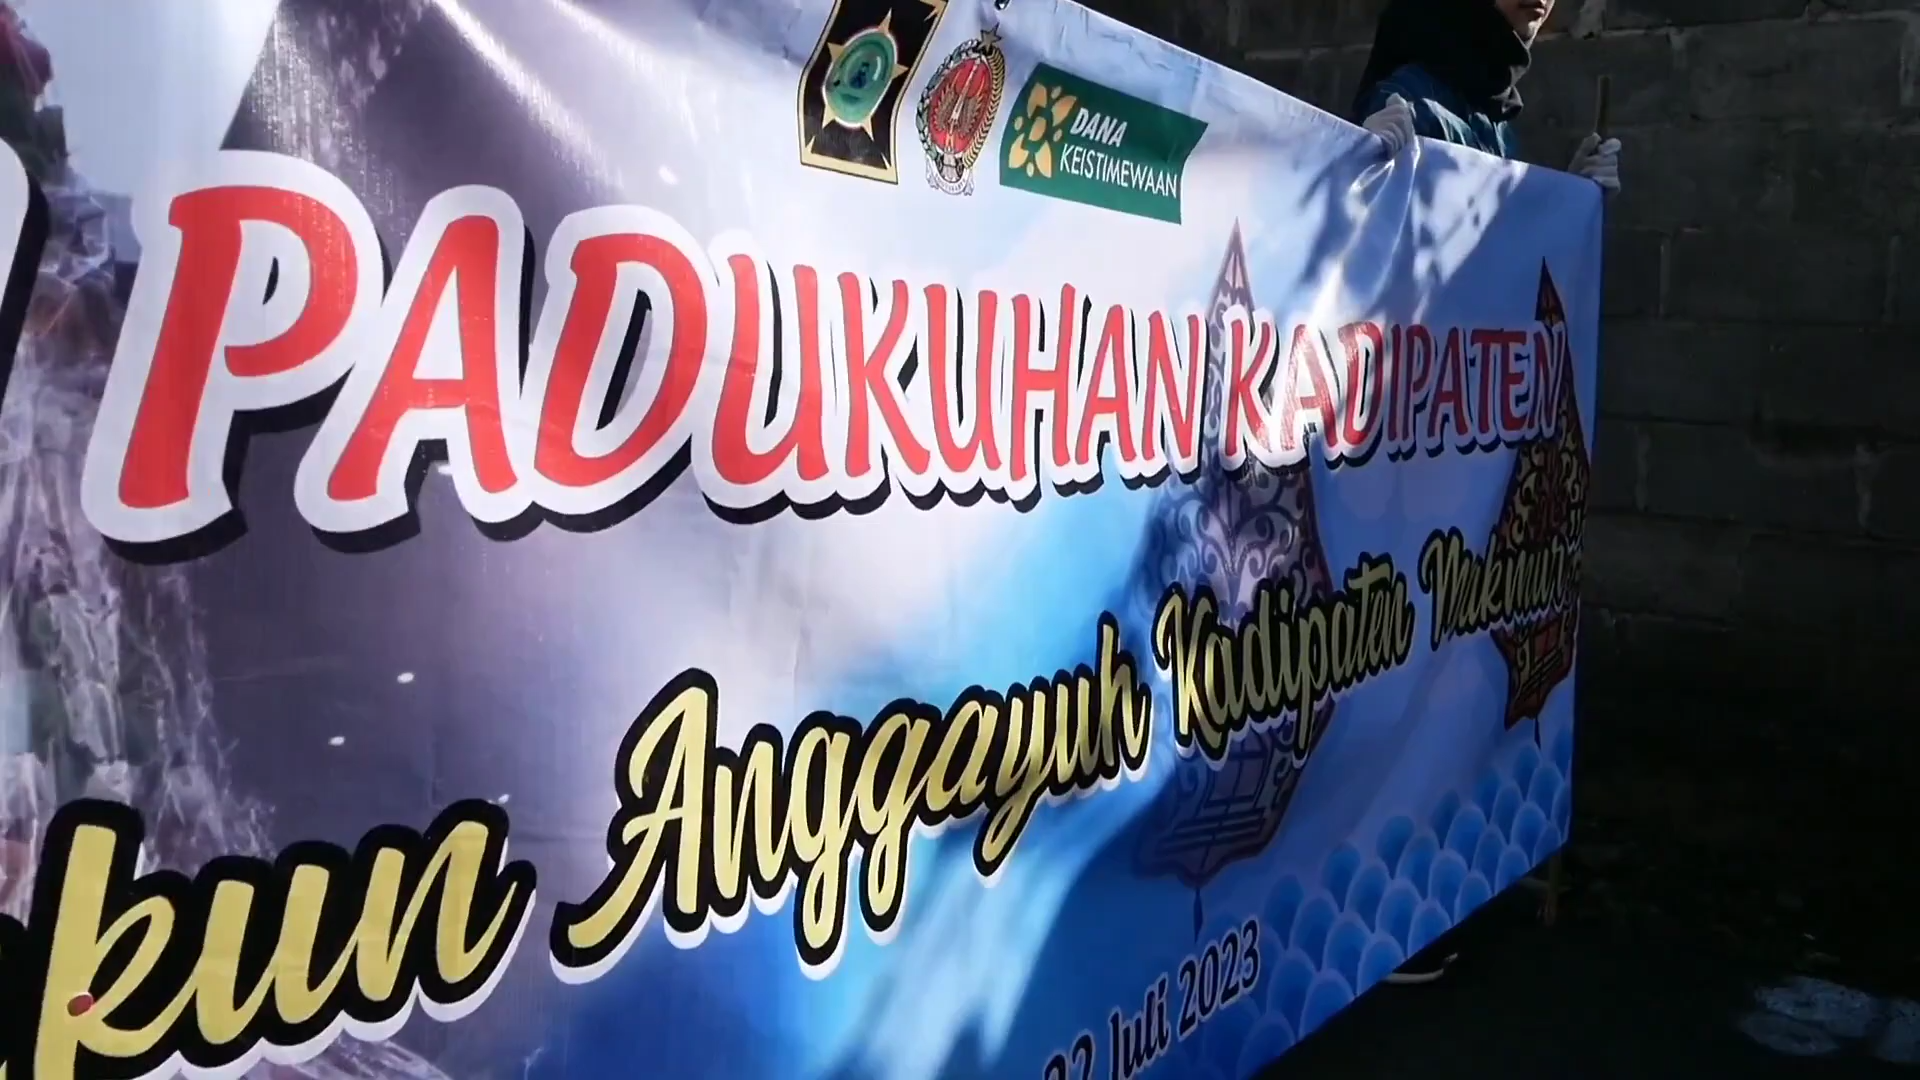 DANA
KEISTIMEWAAN
PADUKUHAN KADIPATEN
kun Anggayuh Kadipaten Makmur
22 Juli 2023